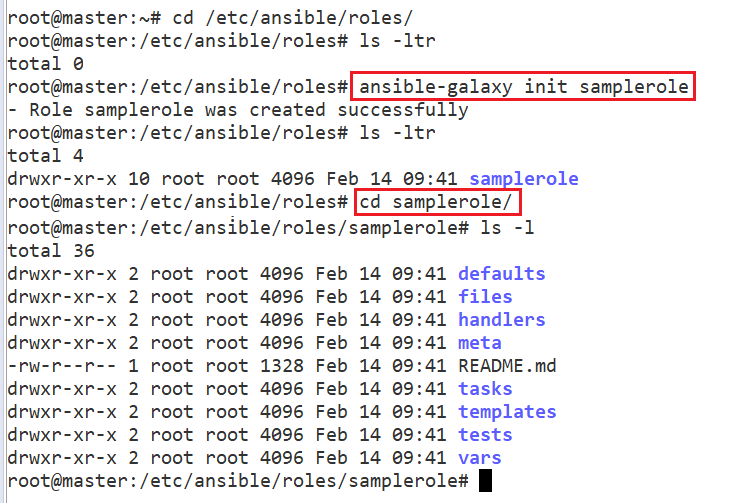 root@master:~# cd /etc/ansible/roles/
root@master:/etc/ansible/roles# ls -ltr
total 0
root@master:/etc/ansible/roles# ansible-galaxy init samplerole
- Role samplerole was created successfully
root@master:/etc/ansible/roles# ls -ltr
total 4
drwxr-xr-x 10 root root 4096 Feb 14 09:41 samplerole
root@master:/etc/ansible/roles# cd samplerole/
root@master:/etc/ansible/roles/samplerole# ls -l
total 36
drwxr-xr-x 2 root root 4096 Feb 14 09:41 defaults
drwxr-xr-x 2 root root 4096 Feb 14 09:41 files
drwxr-xr-x 2 root root 4096 Feb 14 09:41 handlers
drwxr-xr-x 2 root root 4096 Feb 14 09:41 meta
-rw-r--r-- 1 root root 1328 Feb 14 09:41 README.md
drwxr-xr-x 2 root root 4096 Feb 14 09:41 tasks
drwxr-xr-x 2 root root 4096 Feb 14 09:41 templates
drwxr-xr-x 2 root root 4096 Feb 14 09:41 tests
drwxr-xr-x 2 root root 4096 Feb 14 09:41 vars
root@master:/etc/ansible/roles/samplerole#